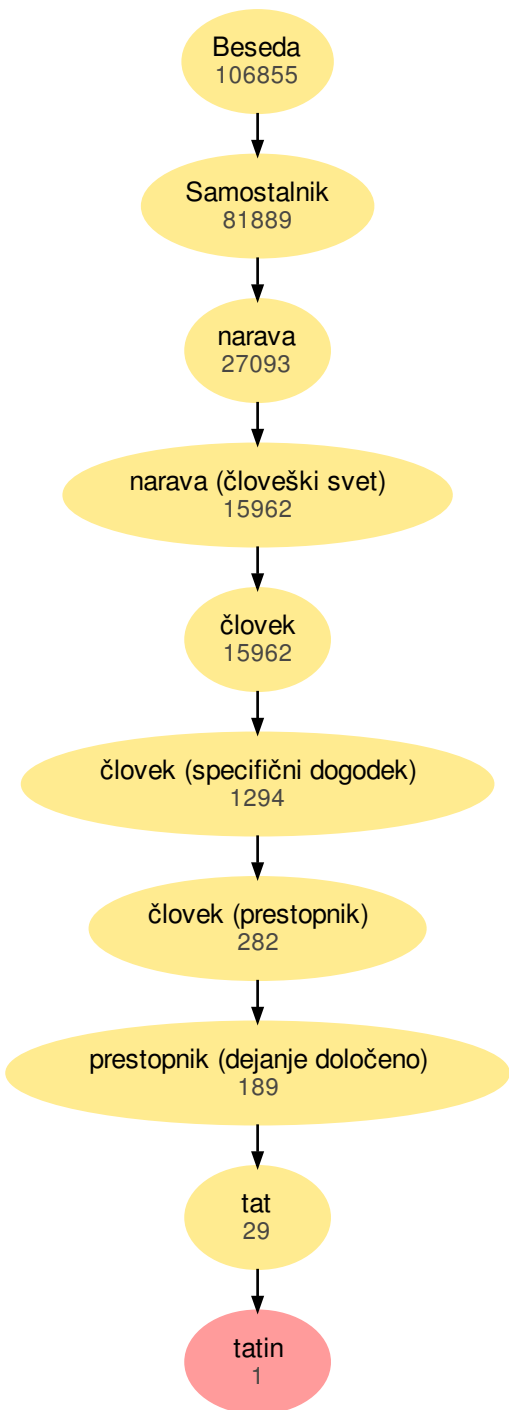 Beseda
106855
Samostalnik
81889
narava
27093
narava (človeški svet)
15962
človek
15962
človek (specifični dogodek)
1294
človek (prestopnik)
282
prestopnik (dejanje določeno)
189
tat
29
tatin
1